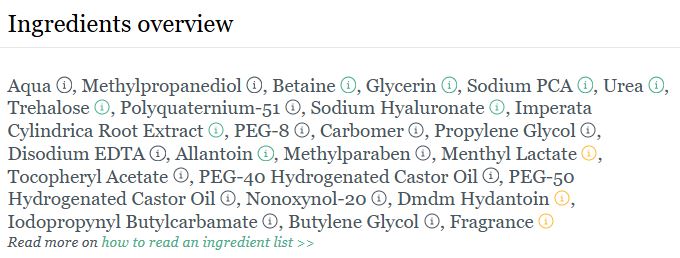 Ingredients overview
Aqua ⓘ, Methylpropanediol ⓘ, Betaine ⓘ, Glycerin ⓘ, Sodium PCA ⓘ, Urea ⓘ,
Trehalose ⓘ, Polyquaternium-51 ⓘ, Sodium Hyaluronate ⓘ, Imperata
Cylindrica Root Extract ⓘ, PEG-8 ⓘ, Carbomer ⓘ, Propylene Glycol ⓘ,
Disodium EDTA ⓘ, Allantoin ⓘ, Methylparaben ⓘ, Menthyl Lactate ⓘ,
Tocopheryl Acetate ⓘ, PEG-40 Hydrogenated Castor Oil ⓘ, PEG-50
Hydrogenated Castor Oil ⓘ, Nonoxynol-20 ⓘ, Dmdm Hydantoin ⓘ,
Iodopropynyl Butylcarbamate ⓘ, Butylene Glycol ⓘ, Fragrance ⓘ
Read more on how to read an ingredient list >>